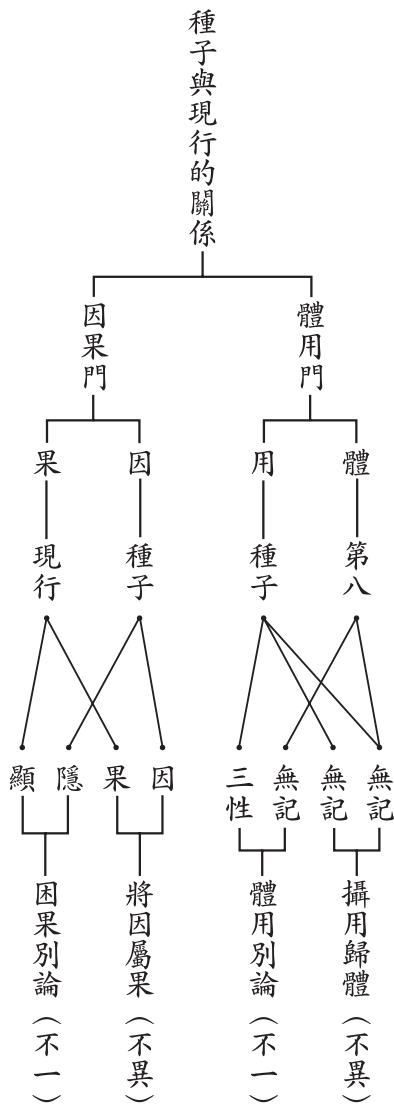 種子與現行的關係
體用門
因果門
體
用
因
果
第八
種子
種子
現行
無記
無記
無記
三性
因
果
隱
顯
攝用歸體（不異）
體用別論（不一）
將因屬果（不異）
困果別論（不一）